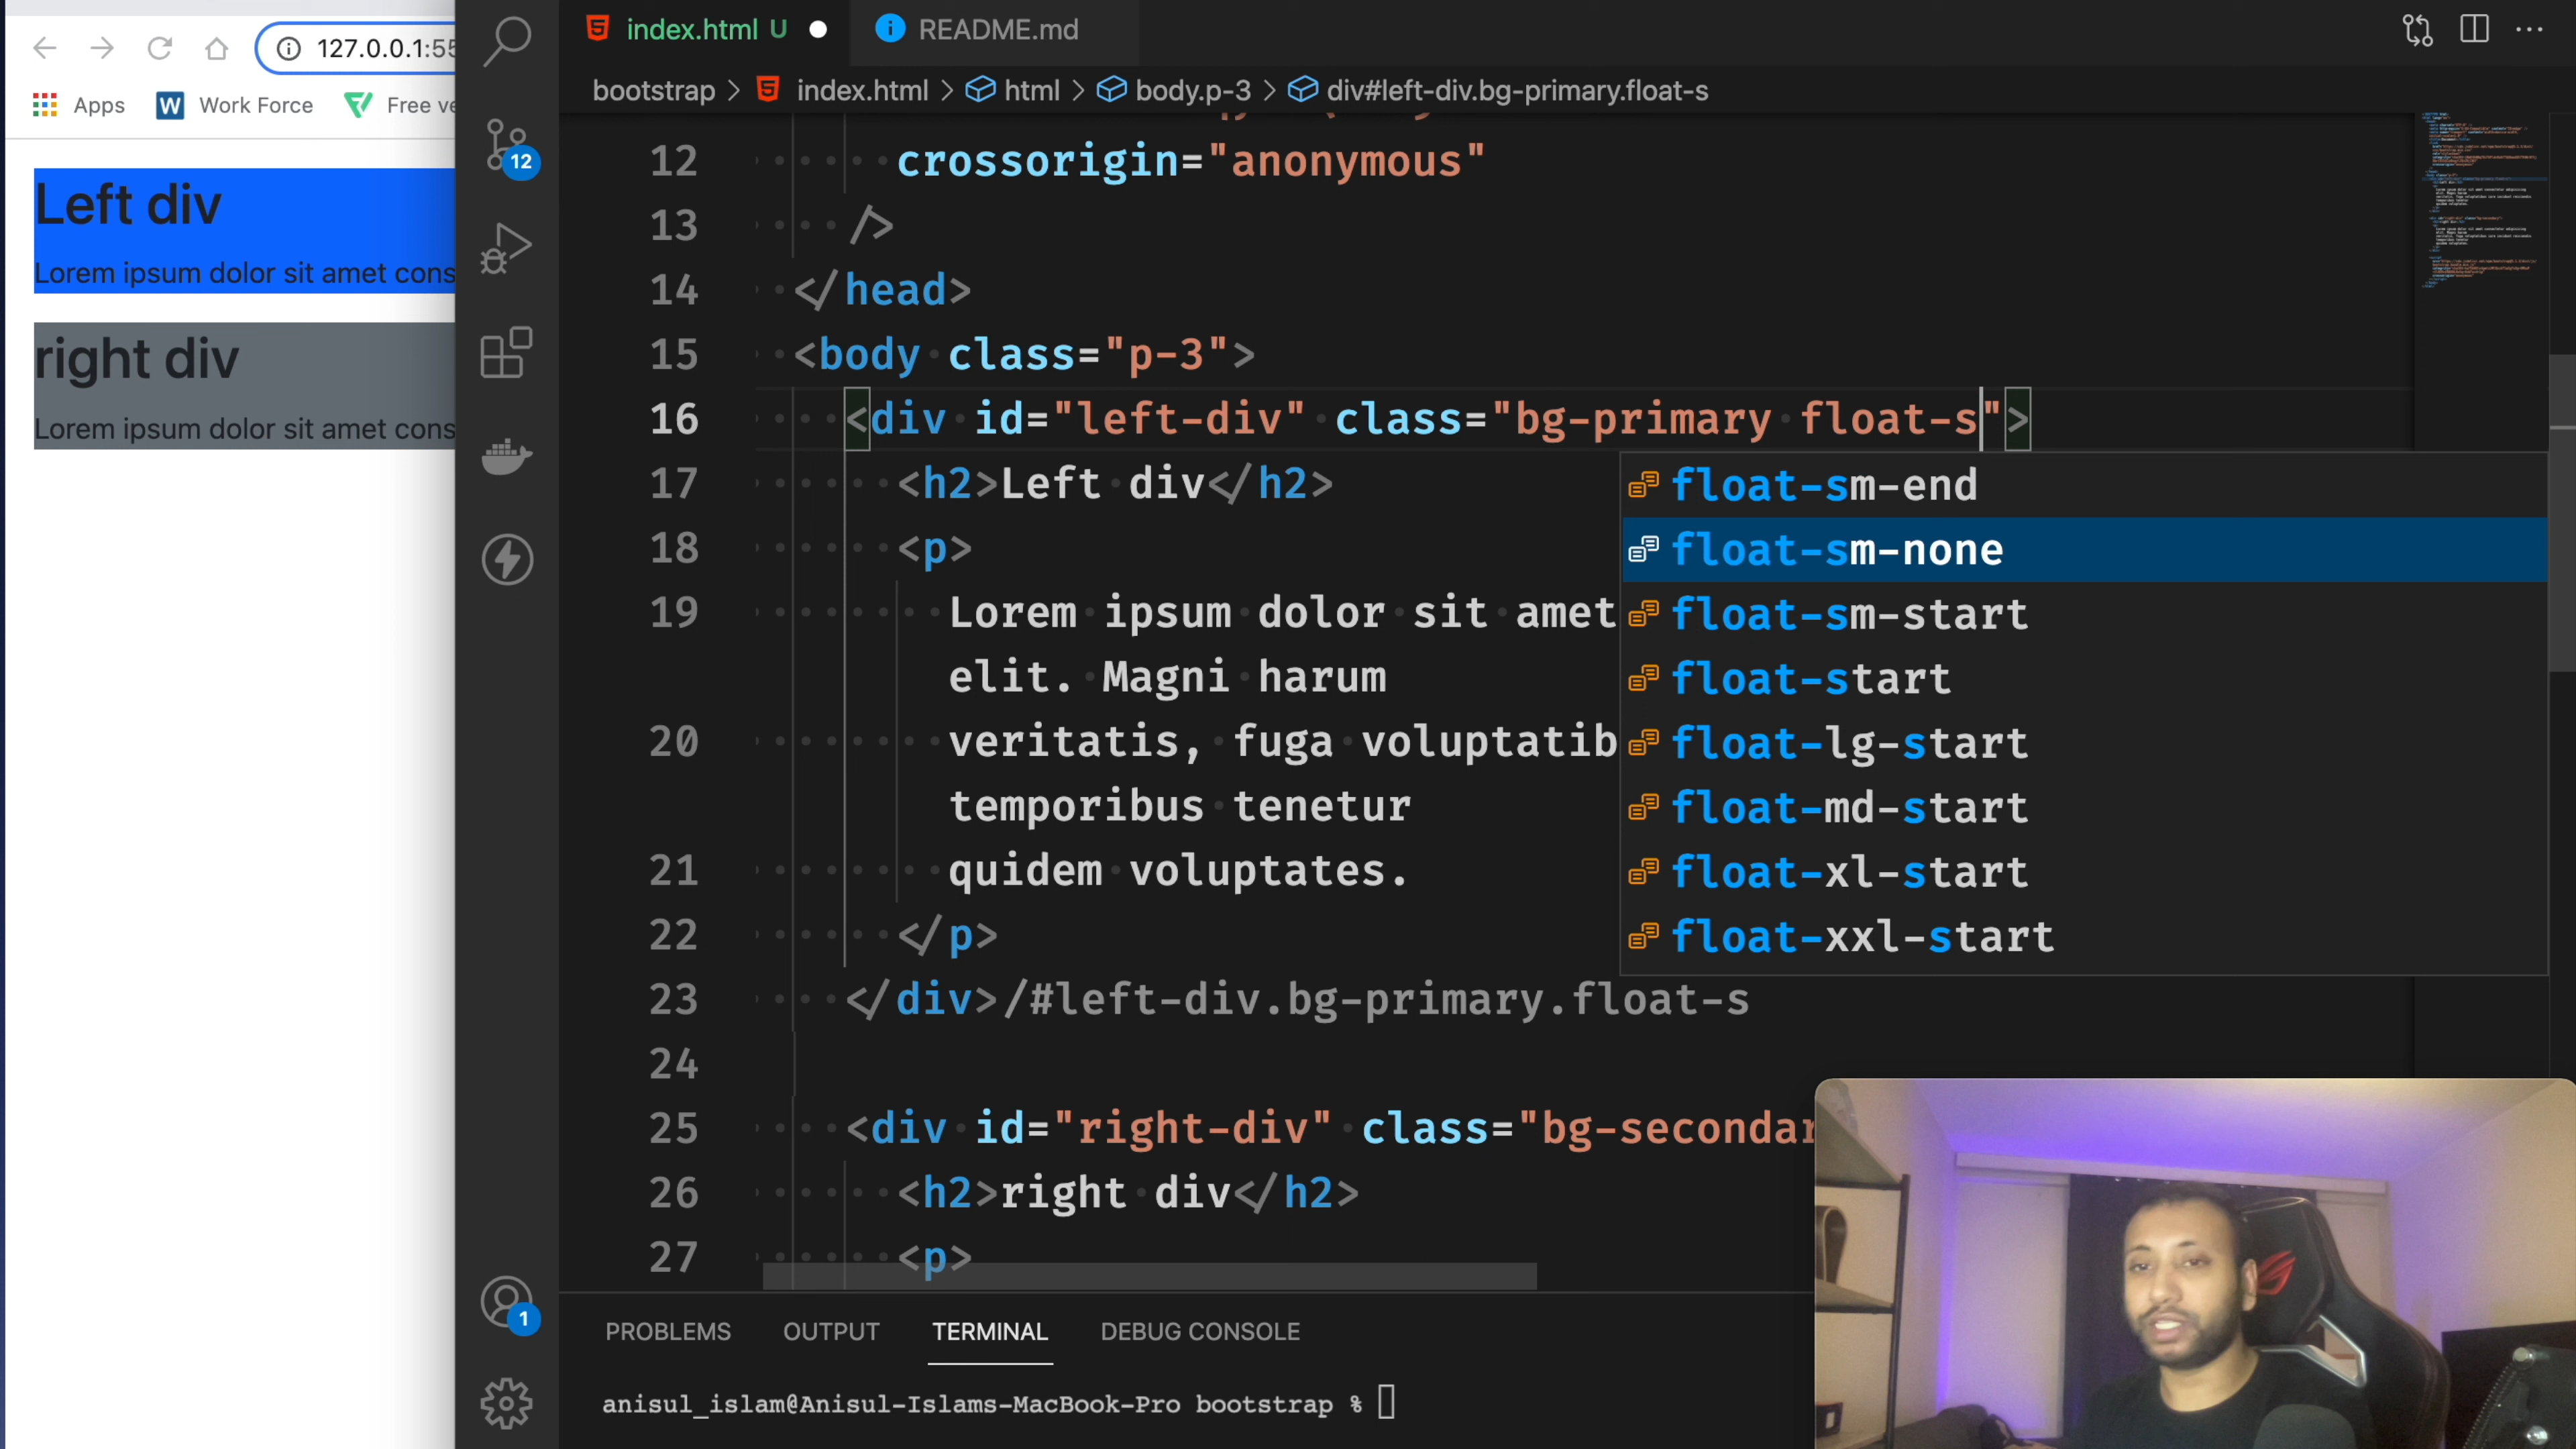 127.0.0.1:55
Apps
Work Force
Free ve
Left div
Lorem ipsum dolor sit amet cons
right div
Lorem ipsum dolor sit amet cons
12
1
index.html U
README.md
bootstrap > index.html > html > body.p-3 > div#left-div.bg-primary.float-s
12 crossorigin="anonymous"
13 />
14 </head>
15 <body class="p-3">
16 <div id="left-div" class="bg-primary float-s">
17 <h2>Left div</h2>
18 <p>
19 Lorem ipsum dolor sit amet
elit. Magni harum
20 veritatis, fuga voluptatib
temporibus tenetur
21 quidem voluptates.
22 </p>
23 </div>/#left-div.bg-primary.float-s
24
25 <div id="right-div" class="bg-secondar
26 <h2>right div</h2>
27 <p>
float-sm-end
float-sm-none
float-sm-start
float-start
float-lg-start
float-md-start
float-xl-start
float-xxl-start
PROBLEMS OUTPUT TERMINAL DEBUG CONSOLE
anisul_islam@Anisul-Islams-MacBook-Pro bootstrap %